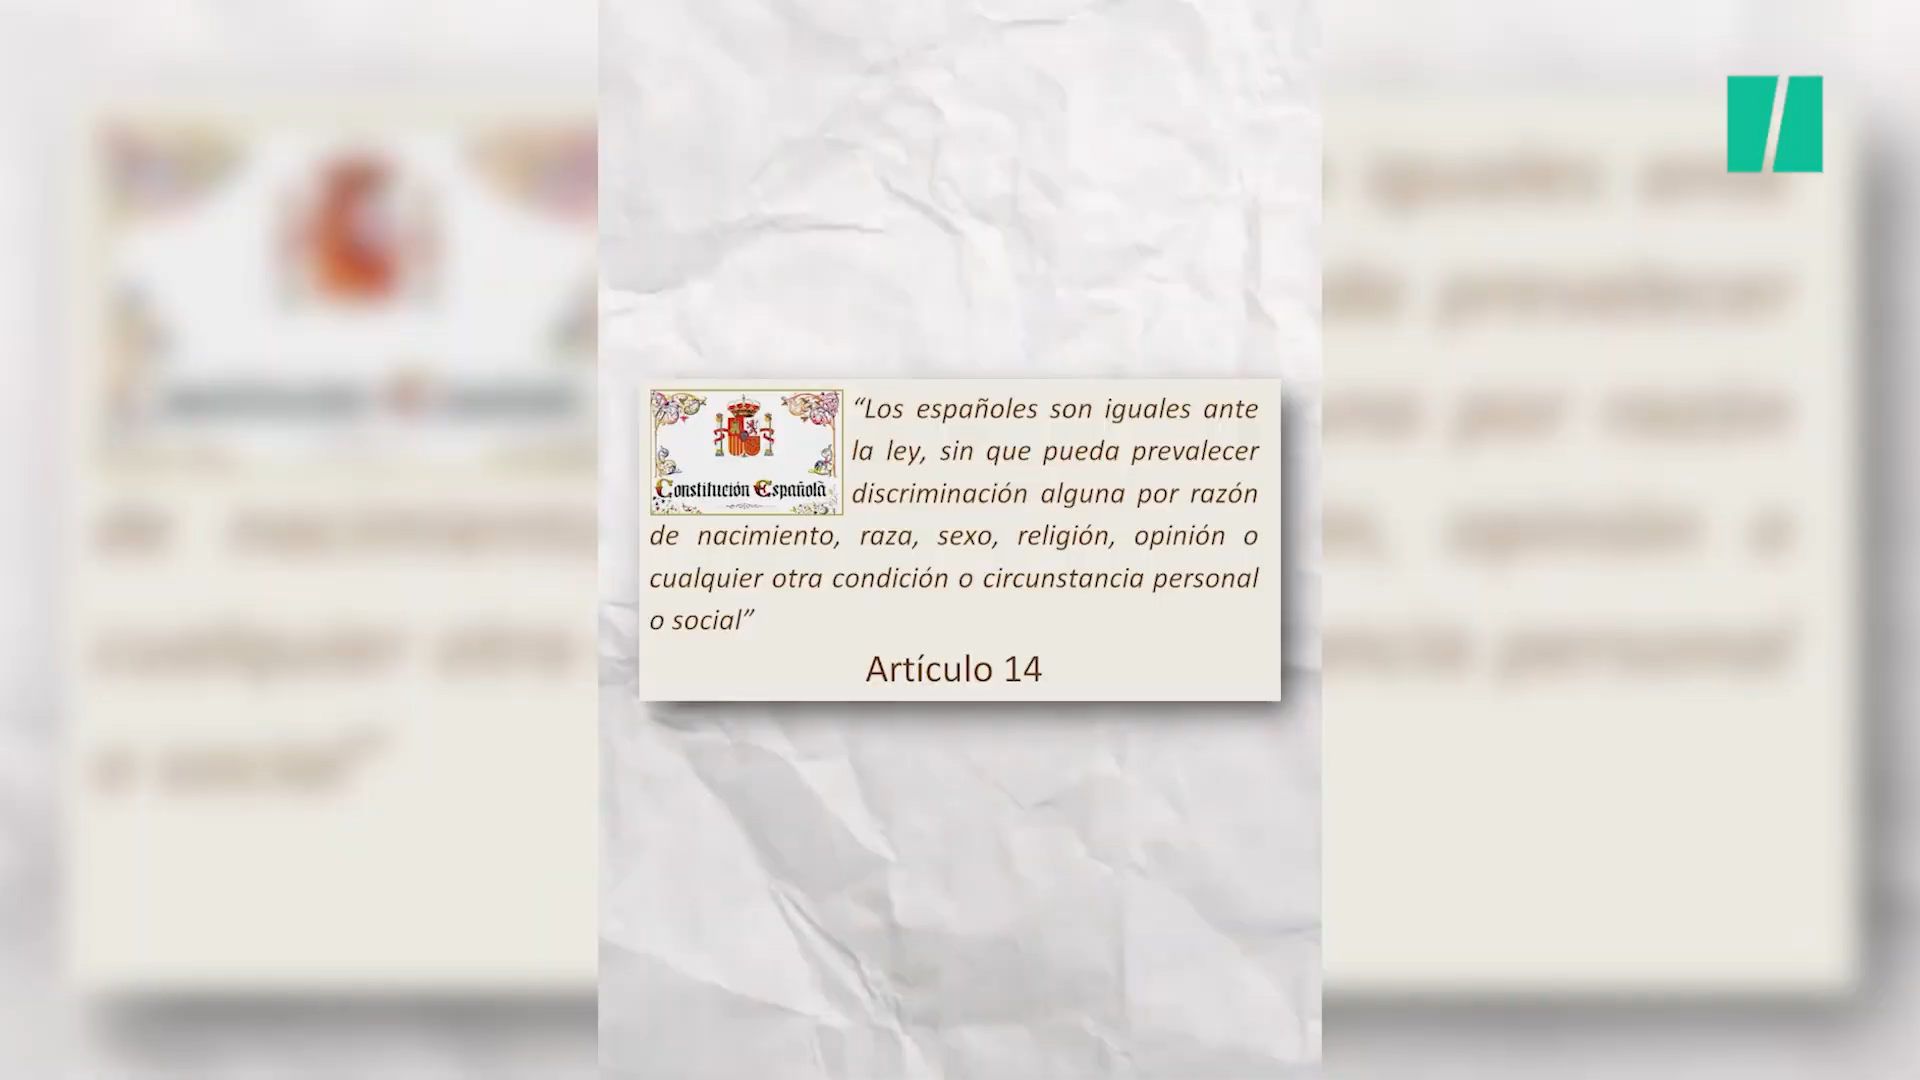 “Los españoles son iguales ante
la ley, sin que pueda prevalecer
discriminación alguna por razón
Constitución Española
de nacimiento, raza, sexo, religión, opinión o
cualquier otra condición o circunstancia personal
o social”
Artículo 14